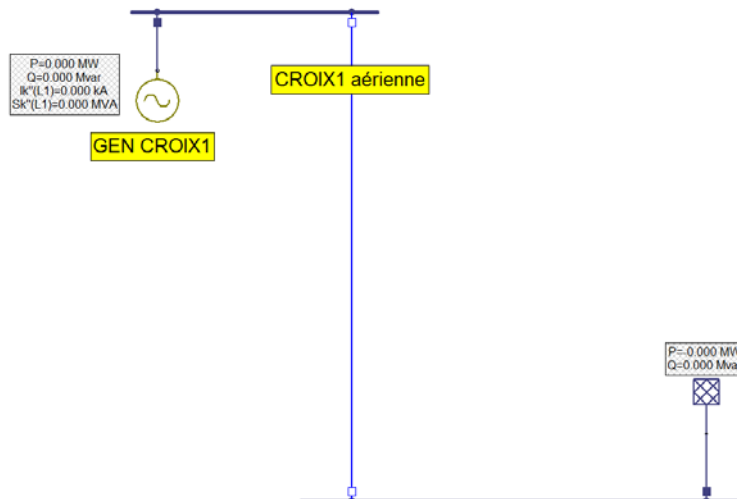 P=0.000 MW
Q=0.000 Mvar
Ik"(L1)=0.000 kA
Sk"(L1)=0.000 MVA
CROIX1 aérienne
GEN CROIX1
P=-0.000 MW
Q=0.000 Mvar